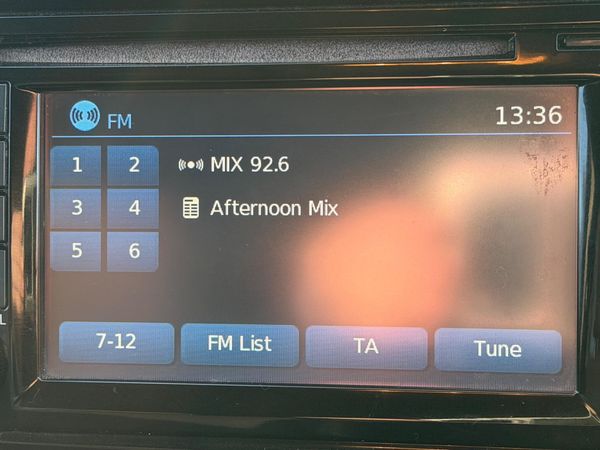 FM 13:36
1 2 MIX 92.6
3 4 Afternoon Mix
5 6
7-12 FM List TA Tune
L